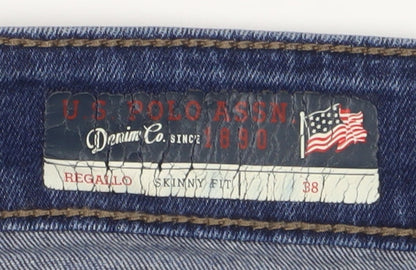 U.S. POLO ASSN.
Denim Co. SINCE 1890
REGALLO SKINNY FIT 38